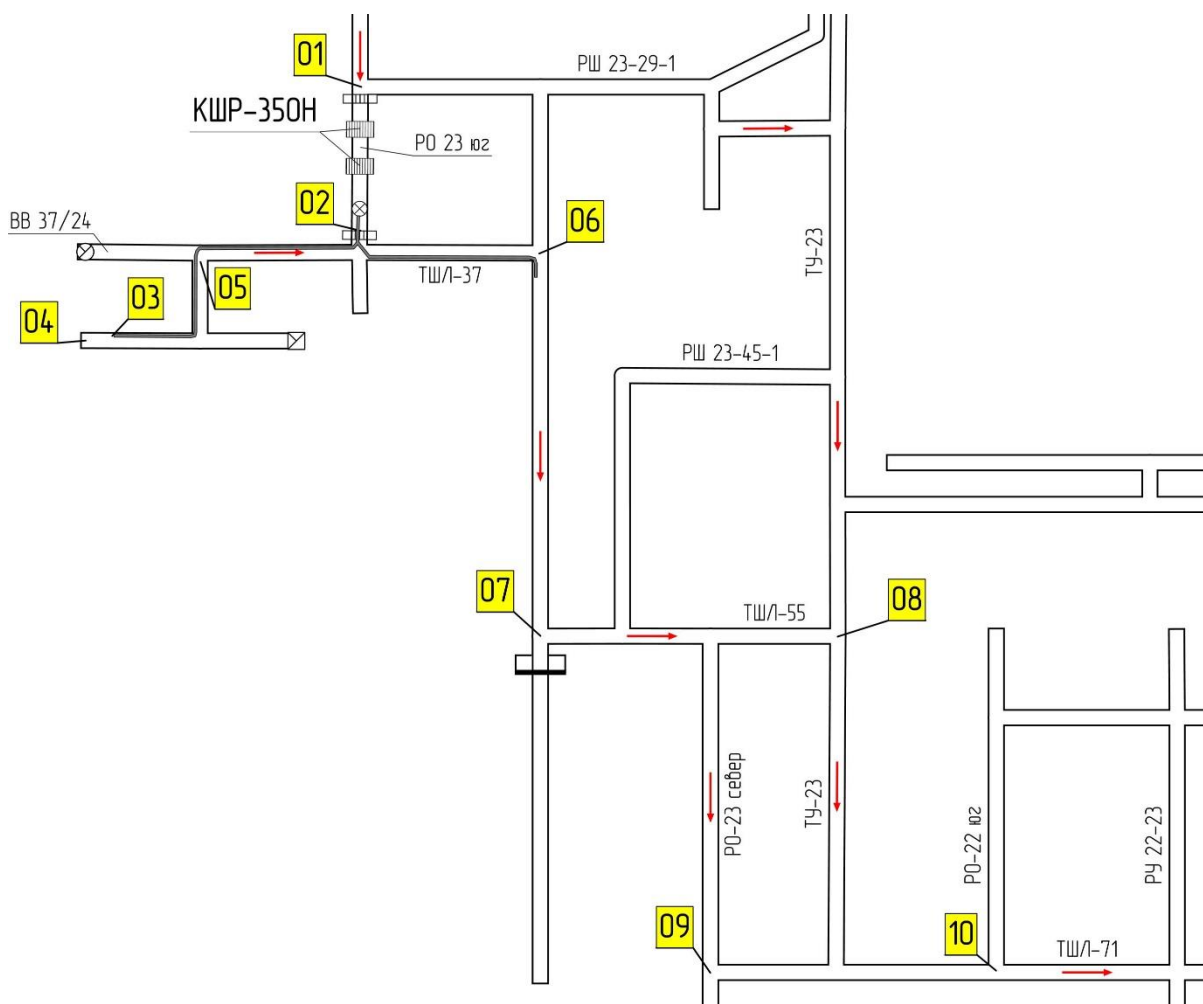 01
РШ 23-29-1
КШР-350Н
РО 23 юг
02
ВВ 37/24
06
ТУ-23
05
ТШЛ-37
03
04
РШ 23-45-1
07
ТШЛ-55
08
РО-23 север
ТУ-23
РО-22 юг
РУ 22-23
09
10
ТШЛ-71